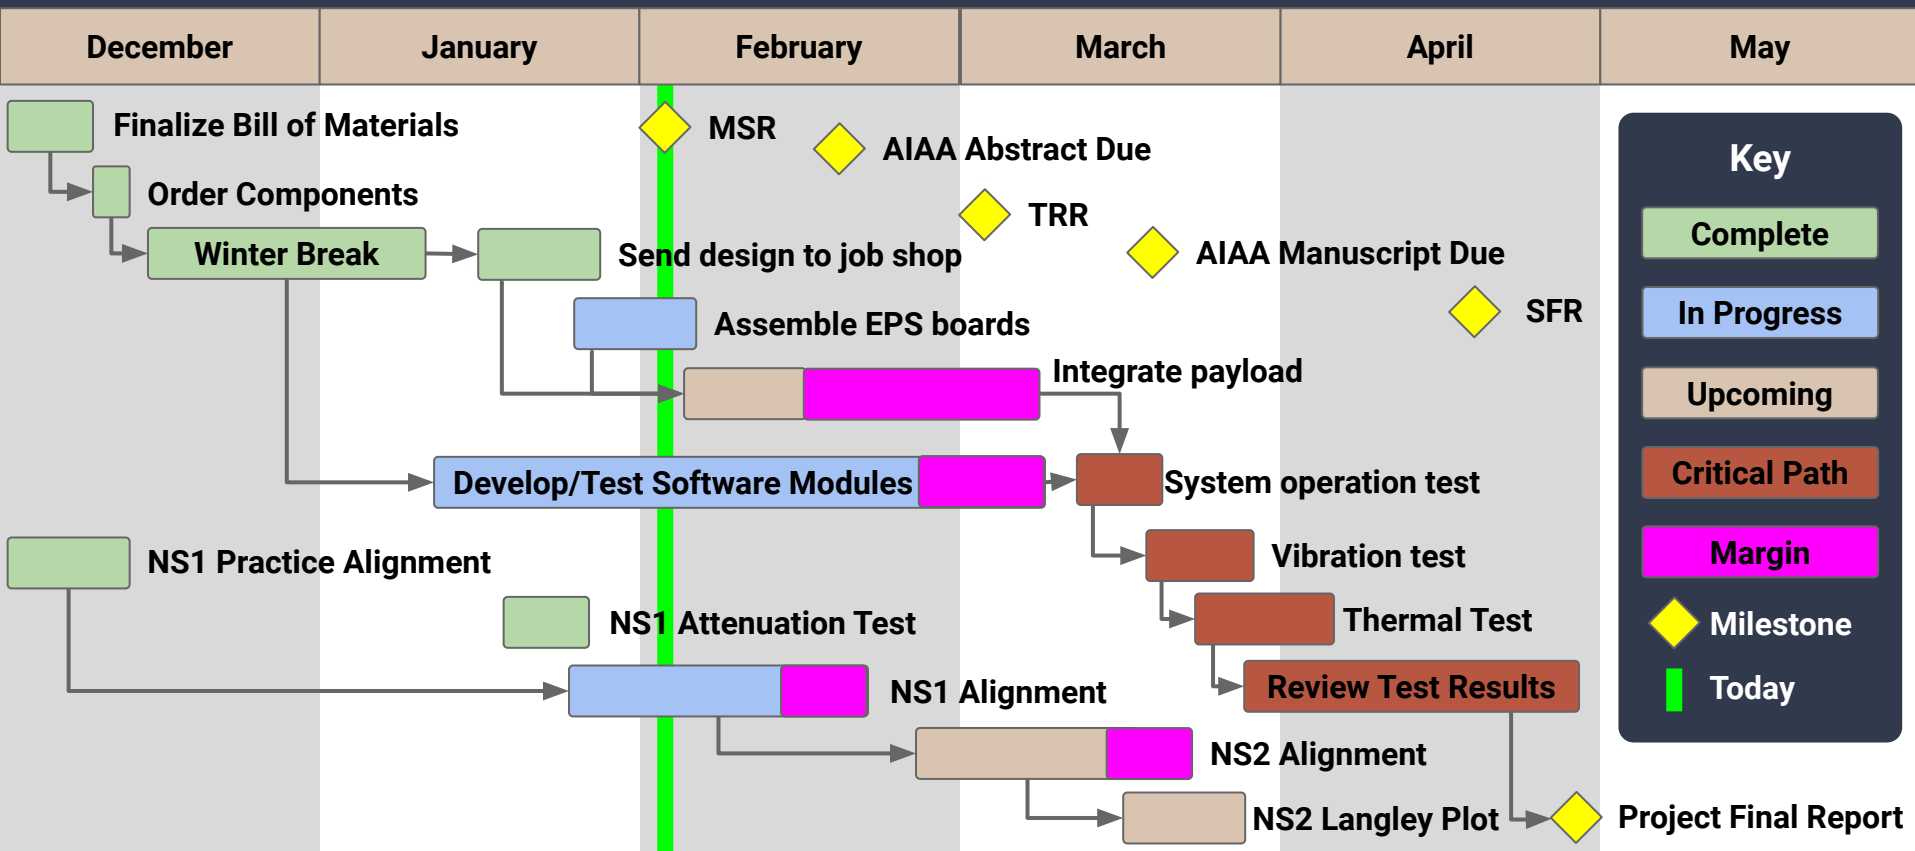 December
January
February
March
April
May
Finalize Bill of Materials
MSR
AIAA Abstract Due
Order Components
TRR
Winter Break
Send design to job shop
AIAA Manuscript Due
Assemble EPS boards
SFR
Integrate payload
Develop/Test Software Modules
System operation test
NS1 Practice Alignment
Vibration test
NS1 Attenuation Test
Thermal Test
NS1 Alignment
Review Test Results
NS2 Alignment
NS2 Langley Plot
Project Final Report
Key
Complete
In Progress
Upcoming
Critical Path
Margin
Milestone
Today